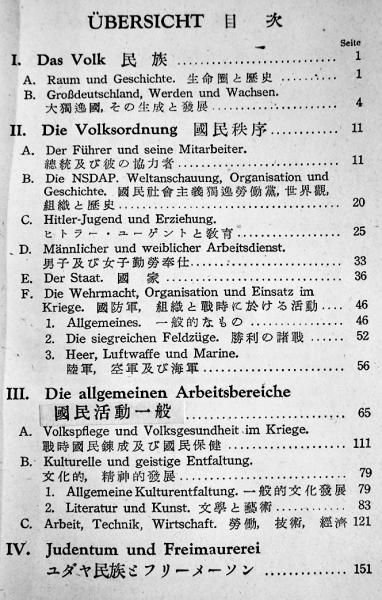 ÜBERSICHT 目 次
Seite
I. Das Volk 民 族 ........ 1
A. Raum und Geschichte. 生命圈と歷史 ..... 1
B. Großdeutschland, Werden und Wachsen.
大獨逸國, その生成と發展 ........ 4
II. Die Volksordnung 國民秩序 ........ 11
A. Der Führer und seine Mitarbeiter.
總統及び彼の協力者 ........ 11
B. Die NSDAP. Weltanschauung, Organisation und
Geschichte. 國民社會主義獨逸勞働黨, 世界觀,
組織と歷史 ........ 20
C. Hitler-Jugend und Erziehung.
ヒトラー・ユーゲントと敎育 ........ 25
D. Männlicher und weiblicher Arbeitsdienst.
男子及び女子勤勞奉仕 ........ 33
E. Der Staat. 國 家 ........ 36
F. Die Wehrmacht, Organisation und Einsatz im
Kriege. 國防軍, 組織と戰時に於ける活動 .... 46
1. Allgemeines. 一般的なもの ........ 46
2. Die siegreichen Feldzüge. 勝利の諸戰 ..... 52
3. Heer, Luftwaffe und Marine.
陸軍, 空軍及び海軍 ........ 56
III. Die allgemeinen Arbeitsbereiche
國民活動一般 ........ 65
A. Volkspflege und Volksgesundheit im Kriege.
戰時國民鍊成及び國民保健 ........ 111
B. Kulturelle und geistige Entfaltung.
文化的, 精神的發展 ........ 79
1. Allgemeine Kulturentfaltung. 一般的文化發展 79
2. Literatur und Kunst. 文學と藝術 ........ 83
C. Arbeit, Technik, Wirtschaft. 勞働, 技術, 經濟 121
IV. Judentum und Freimaurerei
ユダヤ民族とフリーメーソン ........ 151